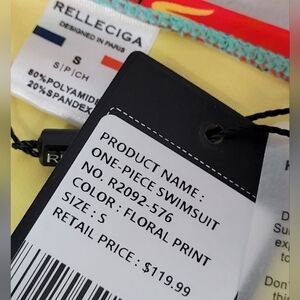 RELLECIGA
DESIGNED IN PARIS
S
S|P|CH
80%POLYAMIDE
20%SPANDEX
PRODUCT NAME :
ONE-PIECE SWIMSUIT
NO. R2092-576
COLOR : FLORAL PRINT
SIZE : S
RETAIL PRICE : $119.99